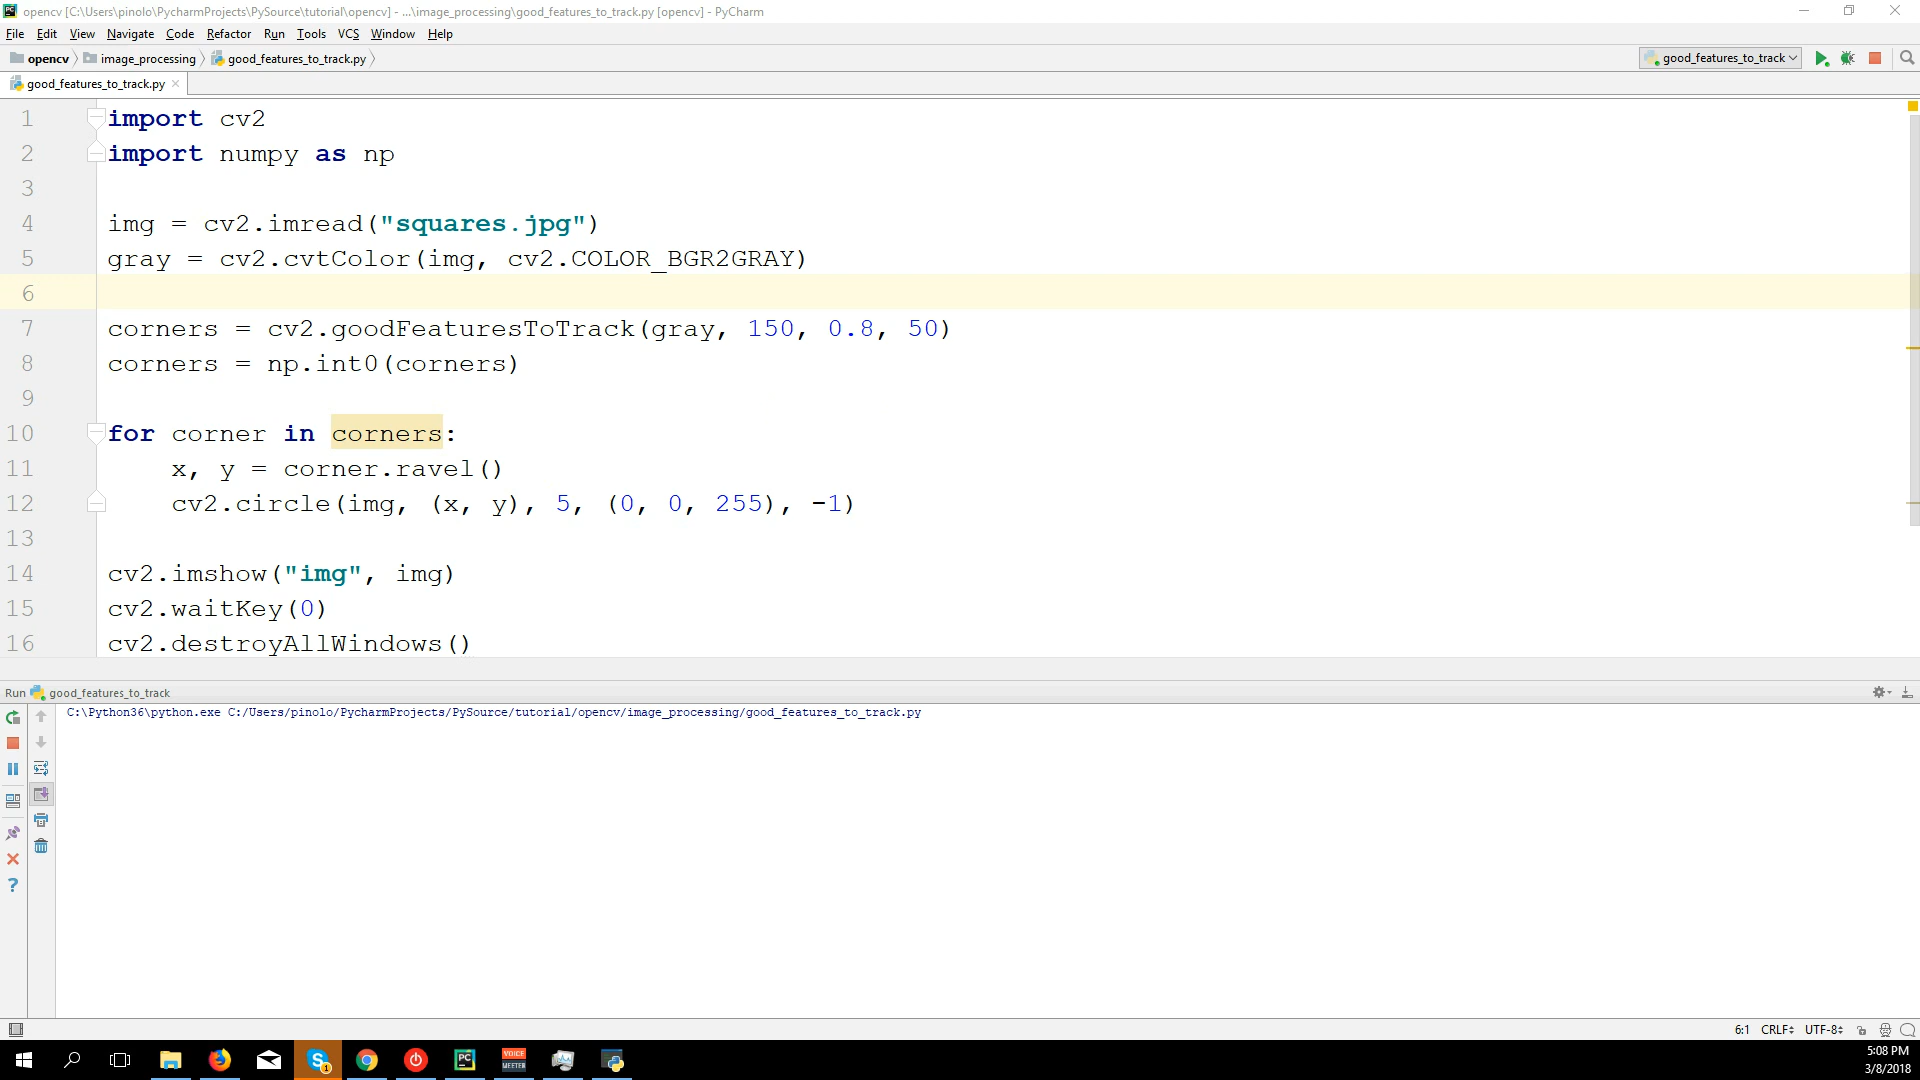 opencv [C:\Users\pinolo\PycharmProjects\PySource\tutorial\opencv] - ...\image_processing\good_features_to_track.py [opencv] - PyCharm
File Edit View Navigate Code Refactor Run Tools VCS Window Help
opencv image_processing good_features_to_track.py good_features_to_track
good_features_to_track.py
1 import cv2
2 import numpy as np
3
4 img = cv2.imread("squares.jpg")
5 gray = cv2.cvtColor(img, cv2.COLOR_BGR2GRAY)
6
7 corners = cv2.goodFeaturesToTrack(gray, 150, 0.8, 50)
8 corners = np.int0(corners)
9
10 for corner in corners:
11 x, y = corner.ravel()
12 cv2.circle(img, (x, y), 5, (0, 0, 255), -1)
13
14 cv2.imshow("img", img)
15 cv2.waitKey(0)
16 cv2.destroyAllWindows()
Run good_features_to_track
C:\Python36\python.exe C:/Users/pinolo/PycharmProjects/PySource/tutorial/opencv/image_processing/good_features_to_track.py
6:1 CRLF UTF-8
VOICE
MEETER
5:08 PM
3/8/2018